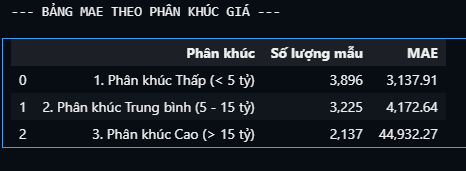 --- BẢNG MAE THEO PHÂN KHÚC GIÁ ---
Phân khúc Số lượng mẫu MAE
0 1. Phân khúc Thấp (< 5 tỷ) 3,896 3,137.91
1 2. Phân khúc Trung bình (5 - 15 tỷ) 3,225 4,172.64
2 3. Phân khúc Cao (> 15 tỷ) 2,137 44,932.27